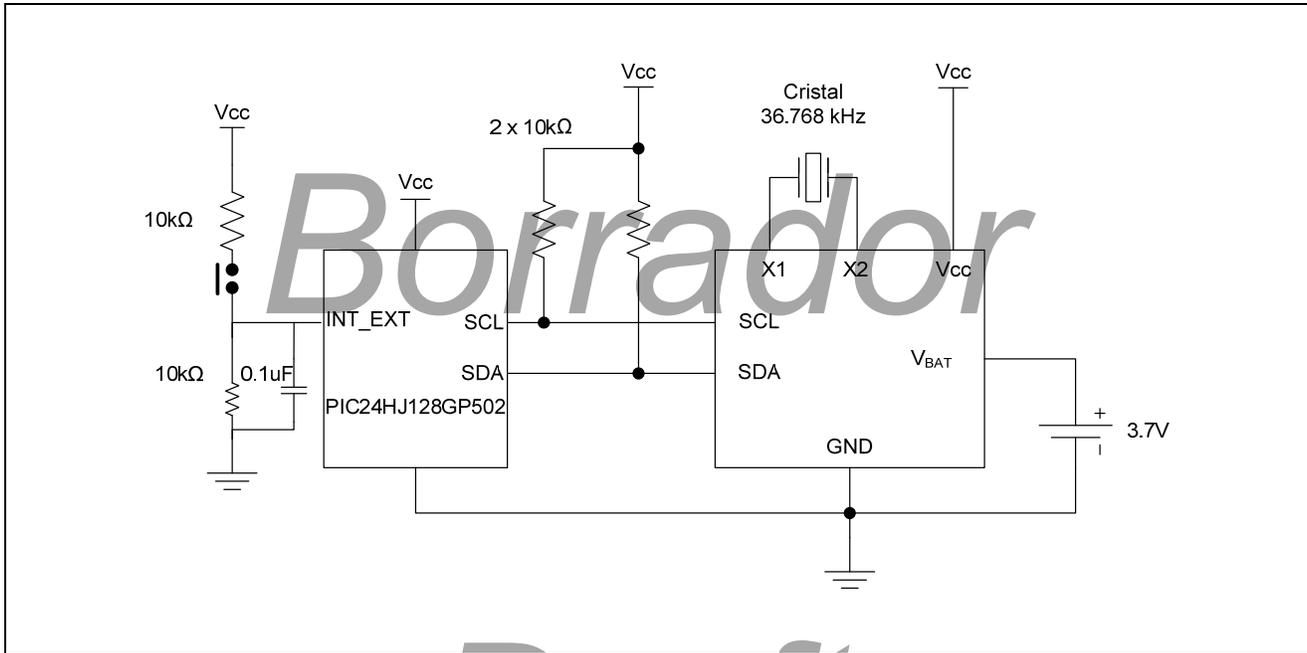 Vcc
Cristal
36.768 kHz
Vcc
Vcc
2 x 10kΩ
Vcc
10kΩ
Borrador
X1
X2
Vcc
INT_EXT
SCL
SCL
10kΩ
0.1uF
SDA
SDA
VBAT
PIC24HJ128GP502
GND
+
3.7V
-